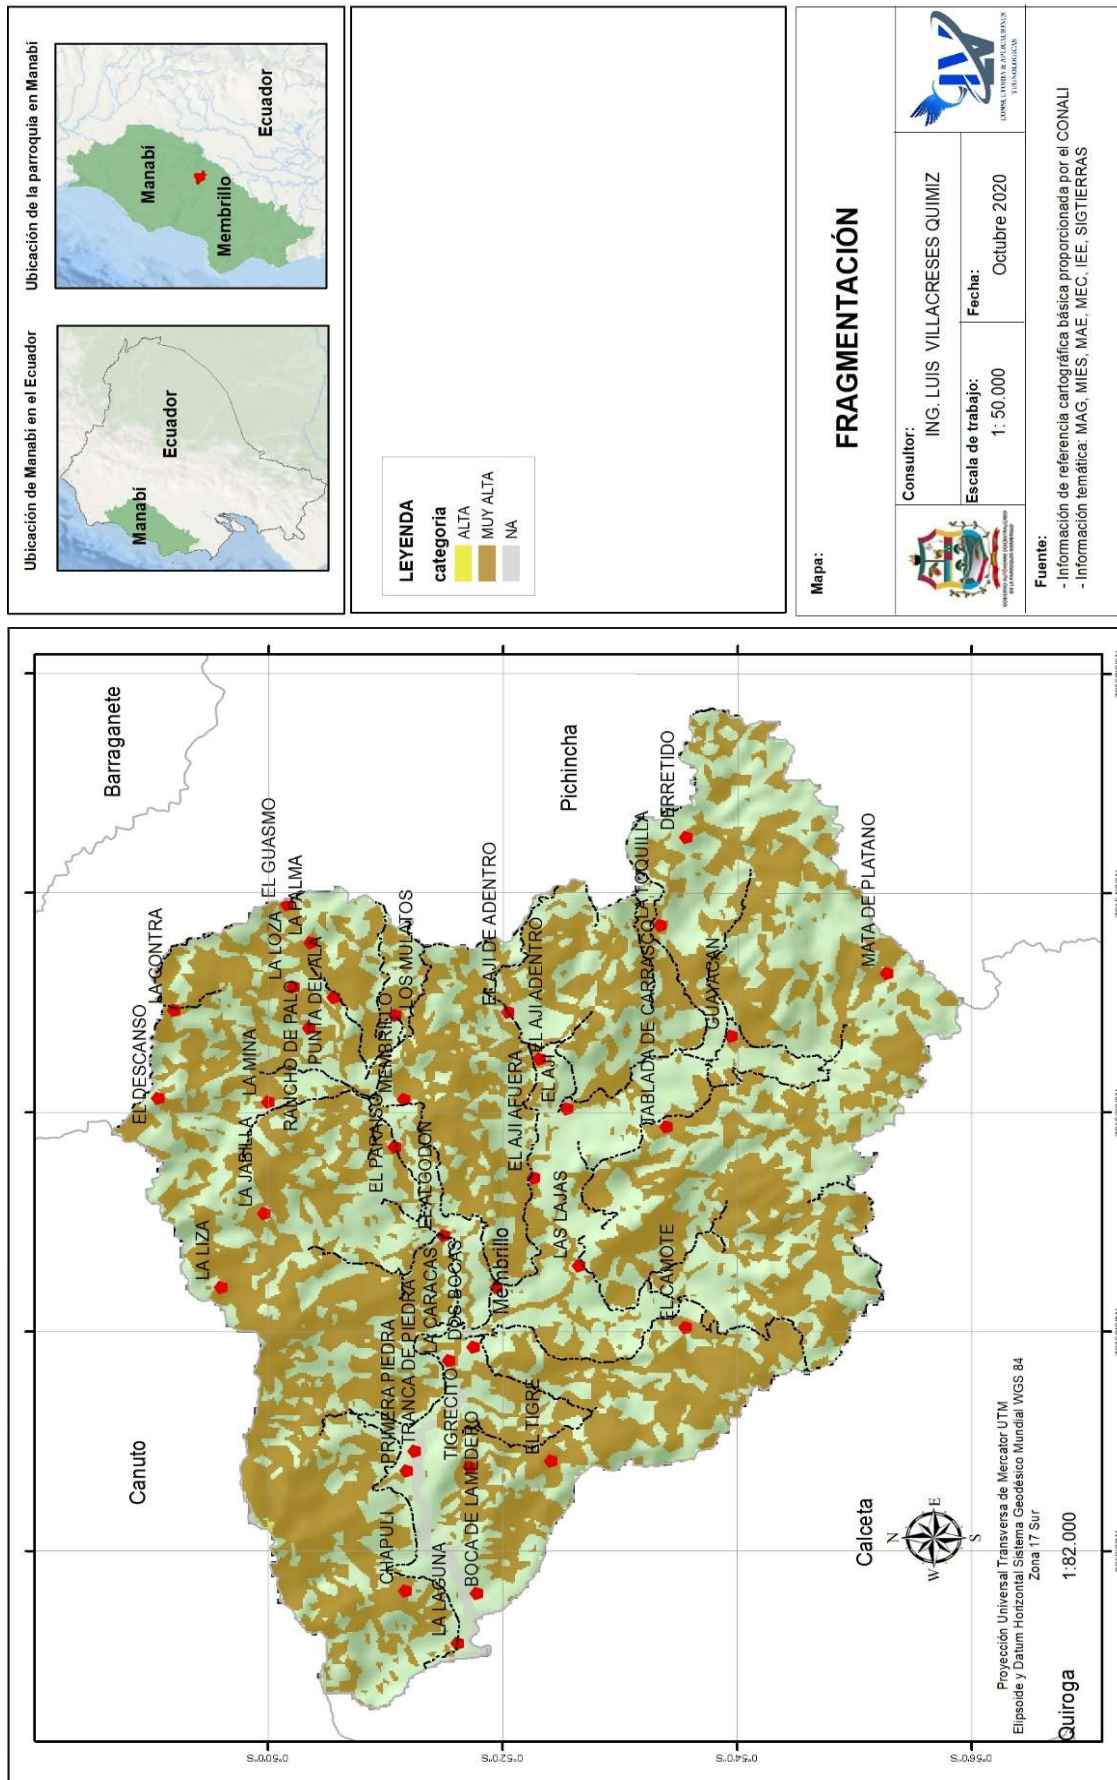 Ubicación de Manabí en el Ecuador
Manabí
Ecuador
Ubicación de la parroquia en Manabí
Manabí
Membrillo
Ecuador
LEYENDA
categoria
ALTA
MUY ALTA
NA
Mapa:
FRAGMENTACIÓN
Consultor:
ING. LUIS VILLACRESES QUIMIZ
Escala de trabajo:
1: 50.000
Fecha:
Octubre 2020
CONSULTORIA & APLICACIONES
TECNOLOGICAS
Fuente:
- Información de referencia cartográfica básica proporcionada por el CONALI
- Información temática: MAG, MIES, MAE, MEC, IEE, SIGTIERRAS
Canuto
Barraganete
Pichincha
Calceta
Quiroga
EL DESCANSO
LA CONTRA
LA LIZA
LA JABILLA
LA MINA
RANCHO DE PALO
PUNTA DEL ALA
LA LOZA
LA PALMA
EL GUASMO
EL PARAISO
MEMBRILLO
LOS MULATOS
PRIMERA PIEDRA
TRANCA DE PIEDRA
LA CARACAS
EL ALGODON
CHAPULI
LA LAGUNA
BOCA DE LAMEDERO
TIGRECITO
DOS BOCAS
Membrillo
EL TIGRE
EL AJI AFUERA
EL AJI
EL AJI ADENTRO
EL AJI DE ADENTRO
LAS LAJAS
EL CAMOTE
TABLADA DE CARRASCO
LA TOQUILLA
DERRETIDO
GUAYACAN
MATA DE PLATANO
N
W
E
S
Proyección Universal Transversa de Mercator UTM
Elipsoide y Datum Horizontal Sistema Geodésico Mundial WGS 84
Zona 17 Sur
1:82.000
0°50'0"S
0°52'0"S
0°54'0"S
0°56'0"S